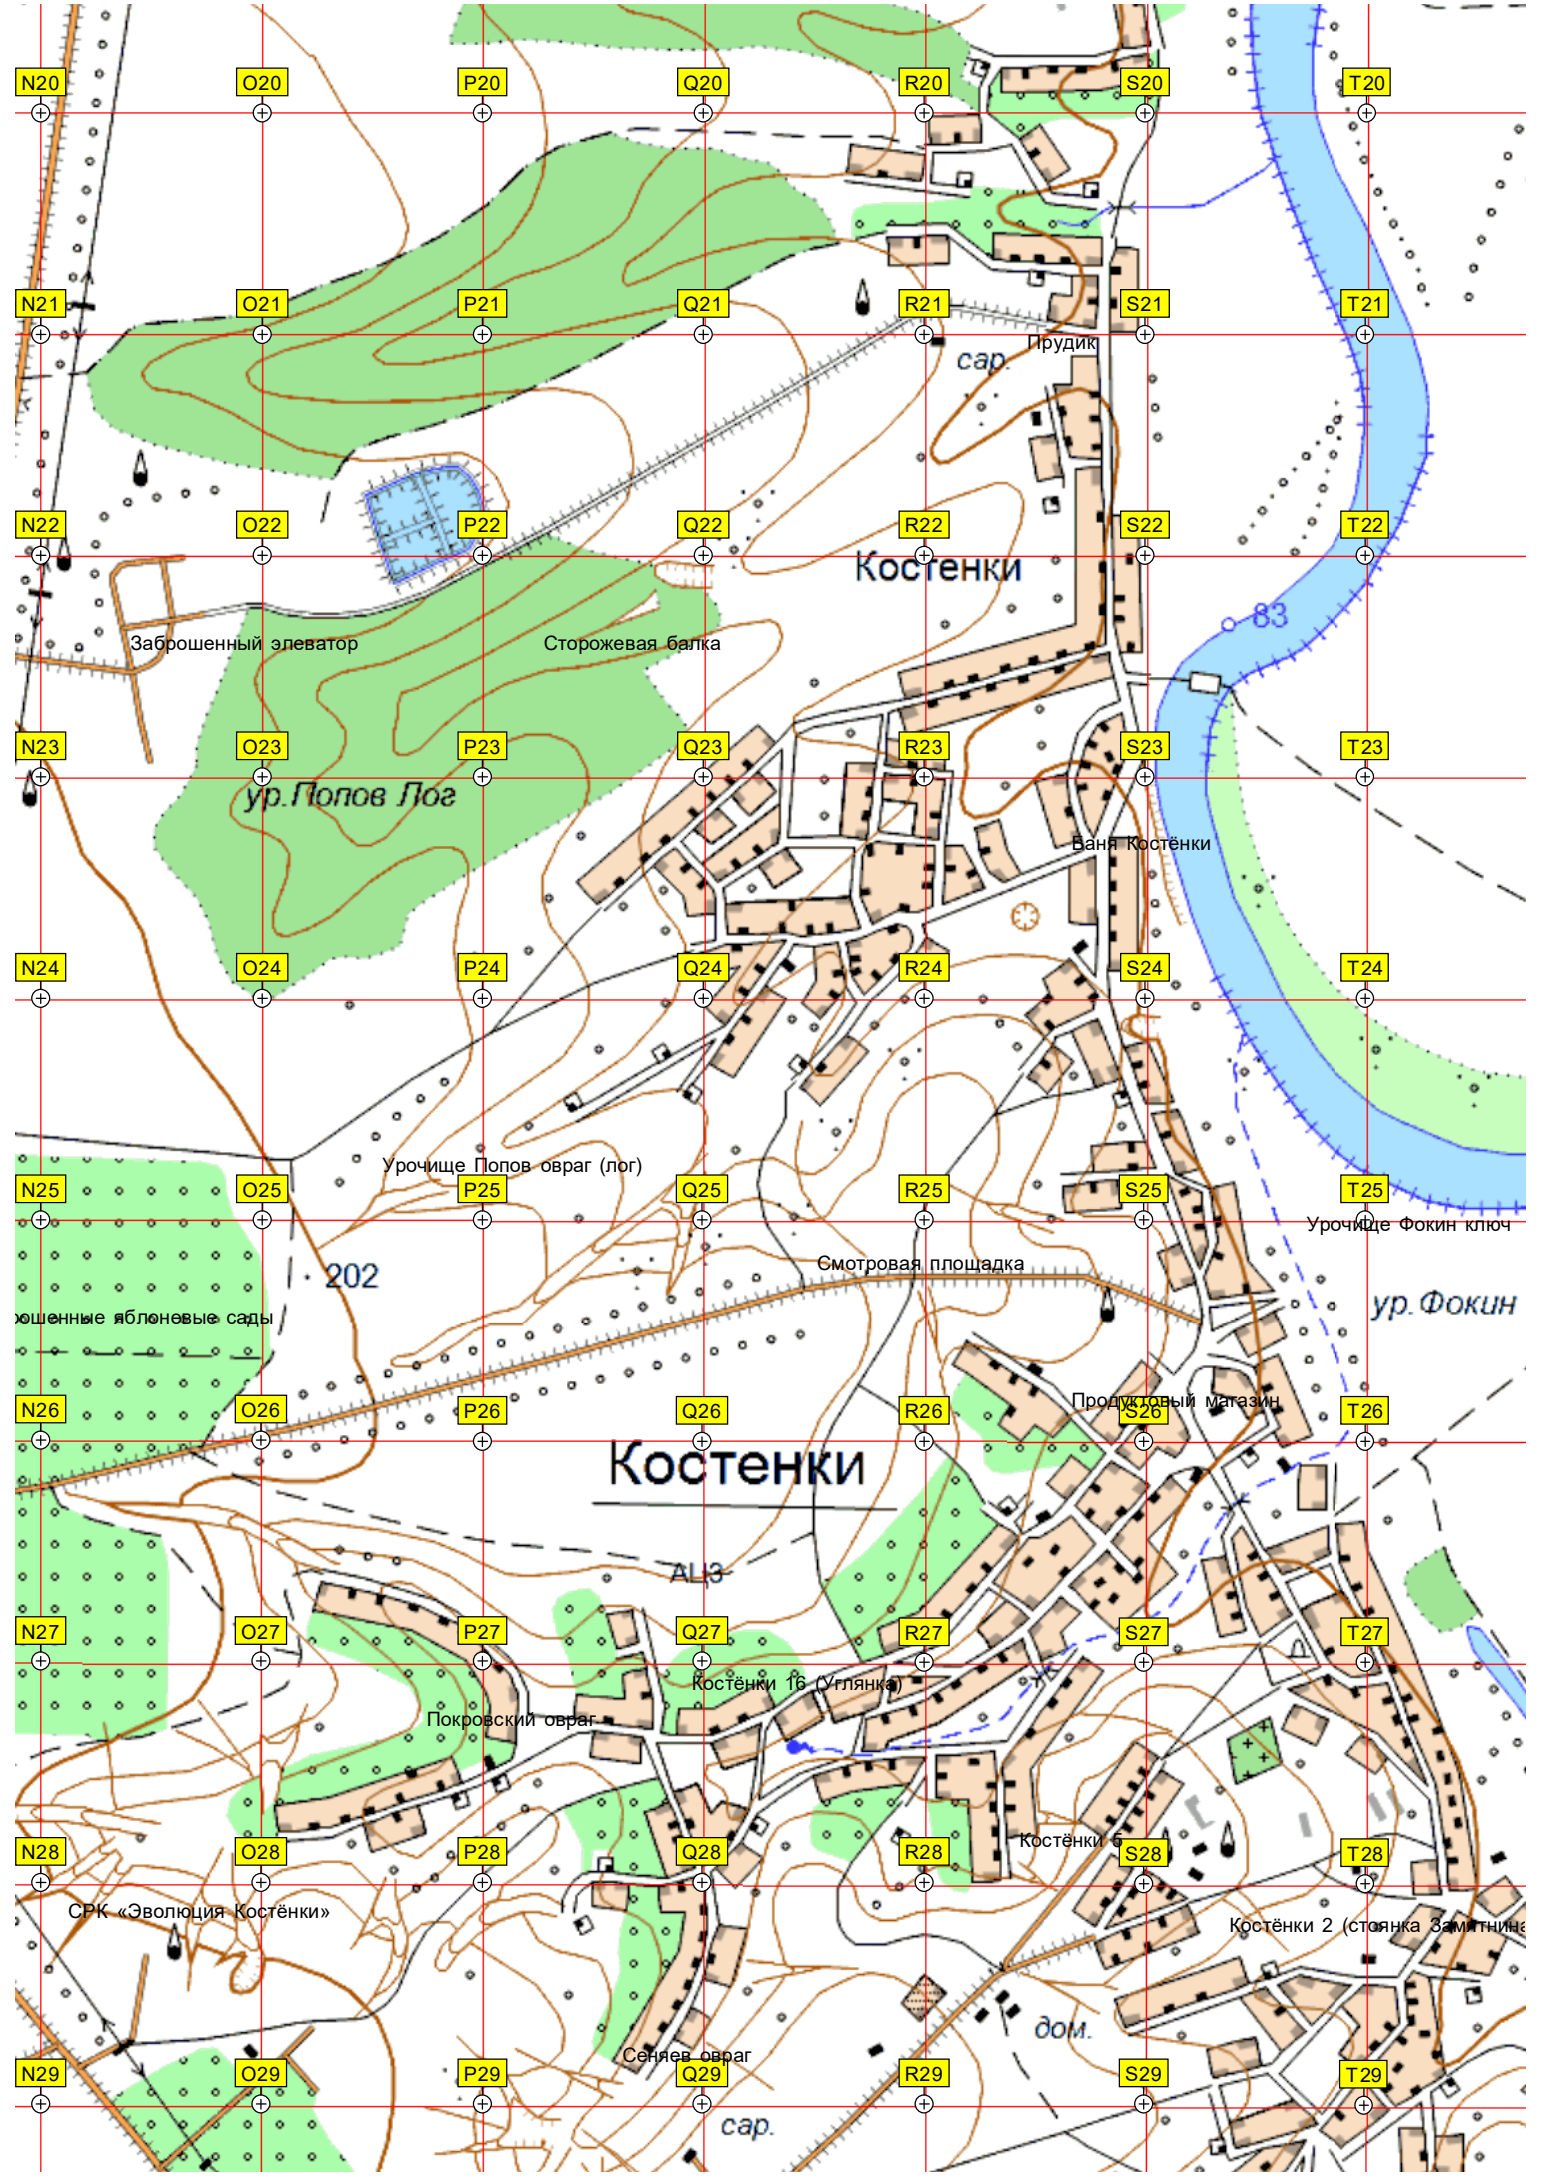 N20 O20 P20 Q20 R20 S20 T20
N21 O21 P21 Q21 R21 S21 T21
Прудик
сар.
N22 O22 P22 Q22 R22 S22 T22
Костенки
83
Заброшенный элеватор
Сторожевая балка
N23 O23 P23 Q23 R23 S23 T23
ур.Попов Лог
Баня Костёнки
N24 O24 P24 Q24 R24 S24 T24
Урочище Попов овраг (лог)
N25 O25 P25 Q25 R25 S25 T25
Урочище Фокин ключ
Смотровая площадка
202
ур.Фокин
рошенные яблоневые сады
Продуктовый магазин
N26 O26 P26 Q26 R26 S26 T26
Костенки
АЦЗ
N27 O27 P27 Q27 R27 S27 T27
Костёнки 16 (Углянка)
Покровский овраг
Костёнки 5
N28 O28 P28 Q28 R28 S28 T28
СРК «Эволюция Костёнки»
Костёнки 2 (стоянка Замятнина
дом.
Сеняев овраг
N29 O29 P29 Q29 R29 S29 T29
сар.